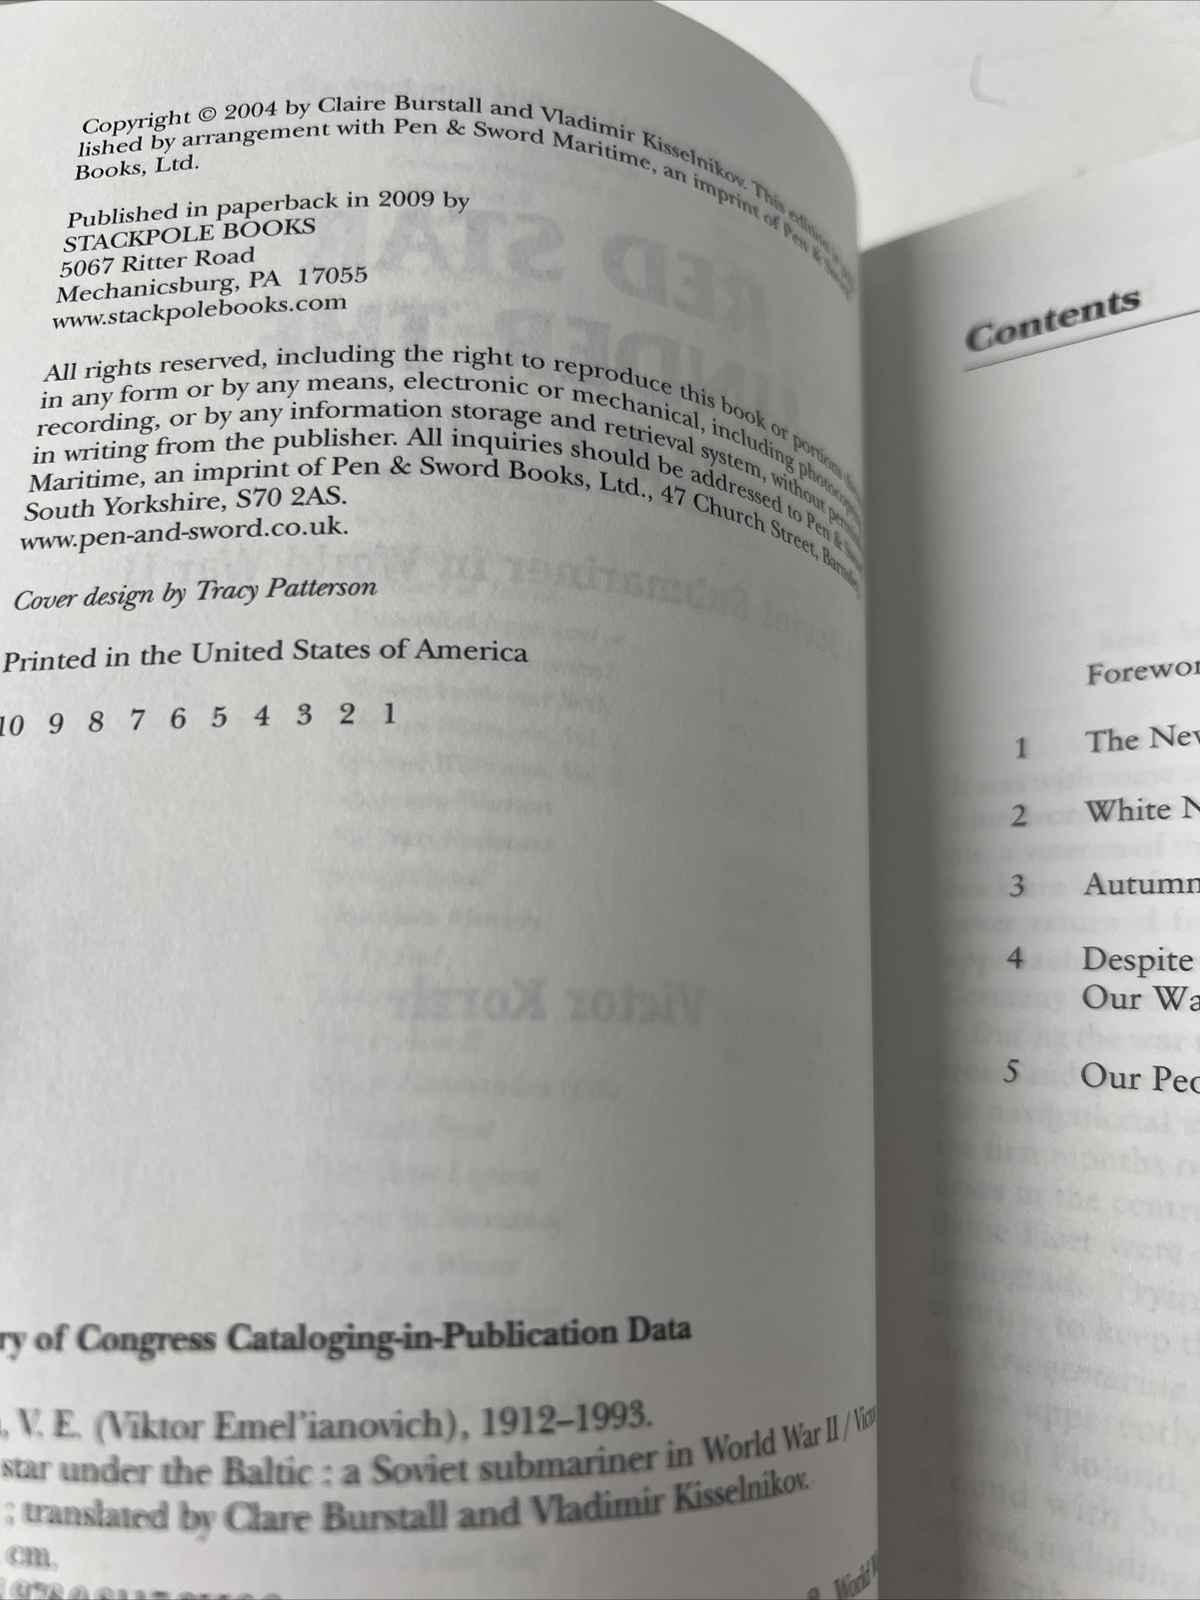 Copyright © 2004 by Claire Burstall and Vladimir Kisselnikov. This edition is
lished by arrangement with Pen & Sword Maritime, an imprint of Pen & Sword
Books, Ltd.
Published in paperback in 2009 by
STACKPOLE BOOKS
5067 Ritter Road
Mechanicsburg, PA 17055
www.stackpolebooks.com
All rights reserved, including the right to reproduce this book or portions
in any form or by any means, electronic or mechanical, including photocopying
recording, or by any information storage and retrieval system, without
in writing from the publisher. All inquiries should be addressed to Pen & Sword
Maritime, an imprint of Pen & Sword Books, Ltd., 47 Church Street, Barnsley,
South Yorkshire, S70 2AS.
www.pen-and-sword.co.uk.
Cover design by Tracy Patterson
Printed in the United States of America
10 9 8 7 6 5 4 3 2 1
ry of Congress Cataloging-in-Publication Data
, V. E. (Viktor Emel'ianovich), 1912–1993.
star under the Baltic : a Soviet submariner in World War II / Victo
; translated by Clare Burstall and Vladimir Kisselnikov.
cm.
World W
Contents
Forewor
1 The Nev
2 White N
3 Autumn
4 Despite
Our Wa
5 Our Peo